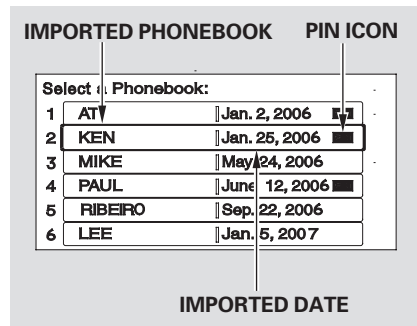 IMPORTED PHONEBOOK PIN ICON
Select a Phonebook:
1 AT Jan. 2, 2006
2 KEN Jan. 25, 2006
3 MIKE May 24, 2006
4 PAUL June 12, 2006
5 RIBEIRO Sep. 22, 2006
6 LEE Jan. 5, 2007
IMPORTED DATE